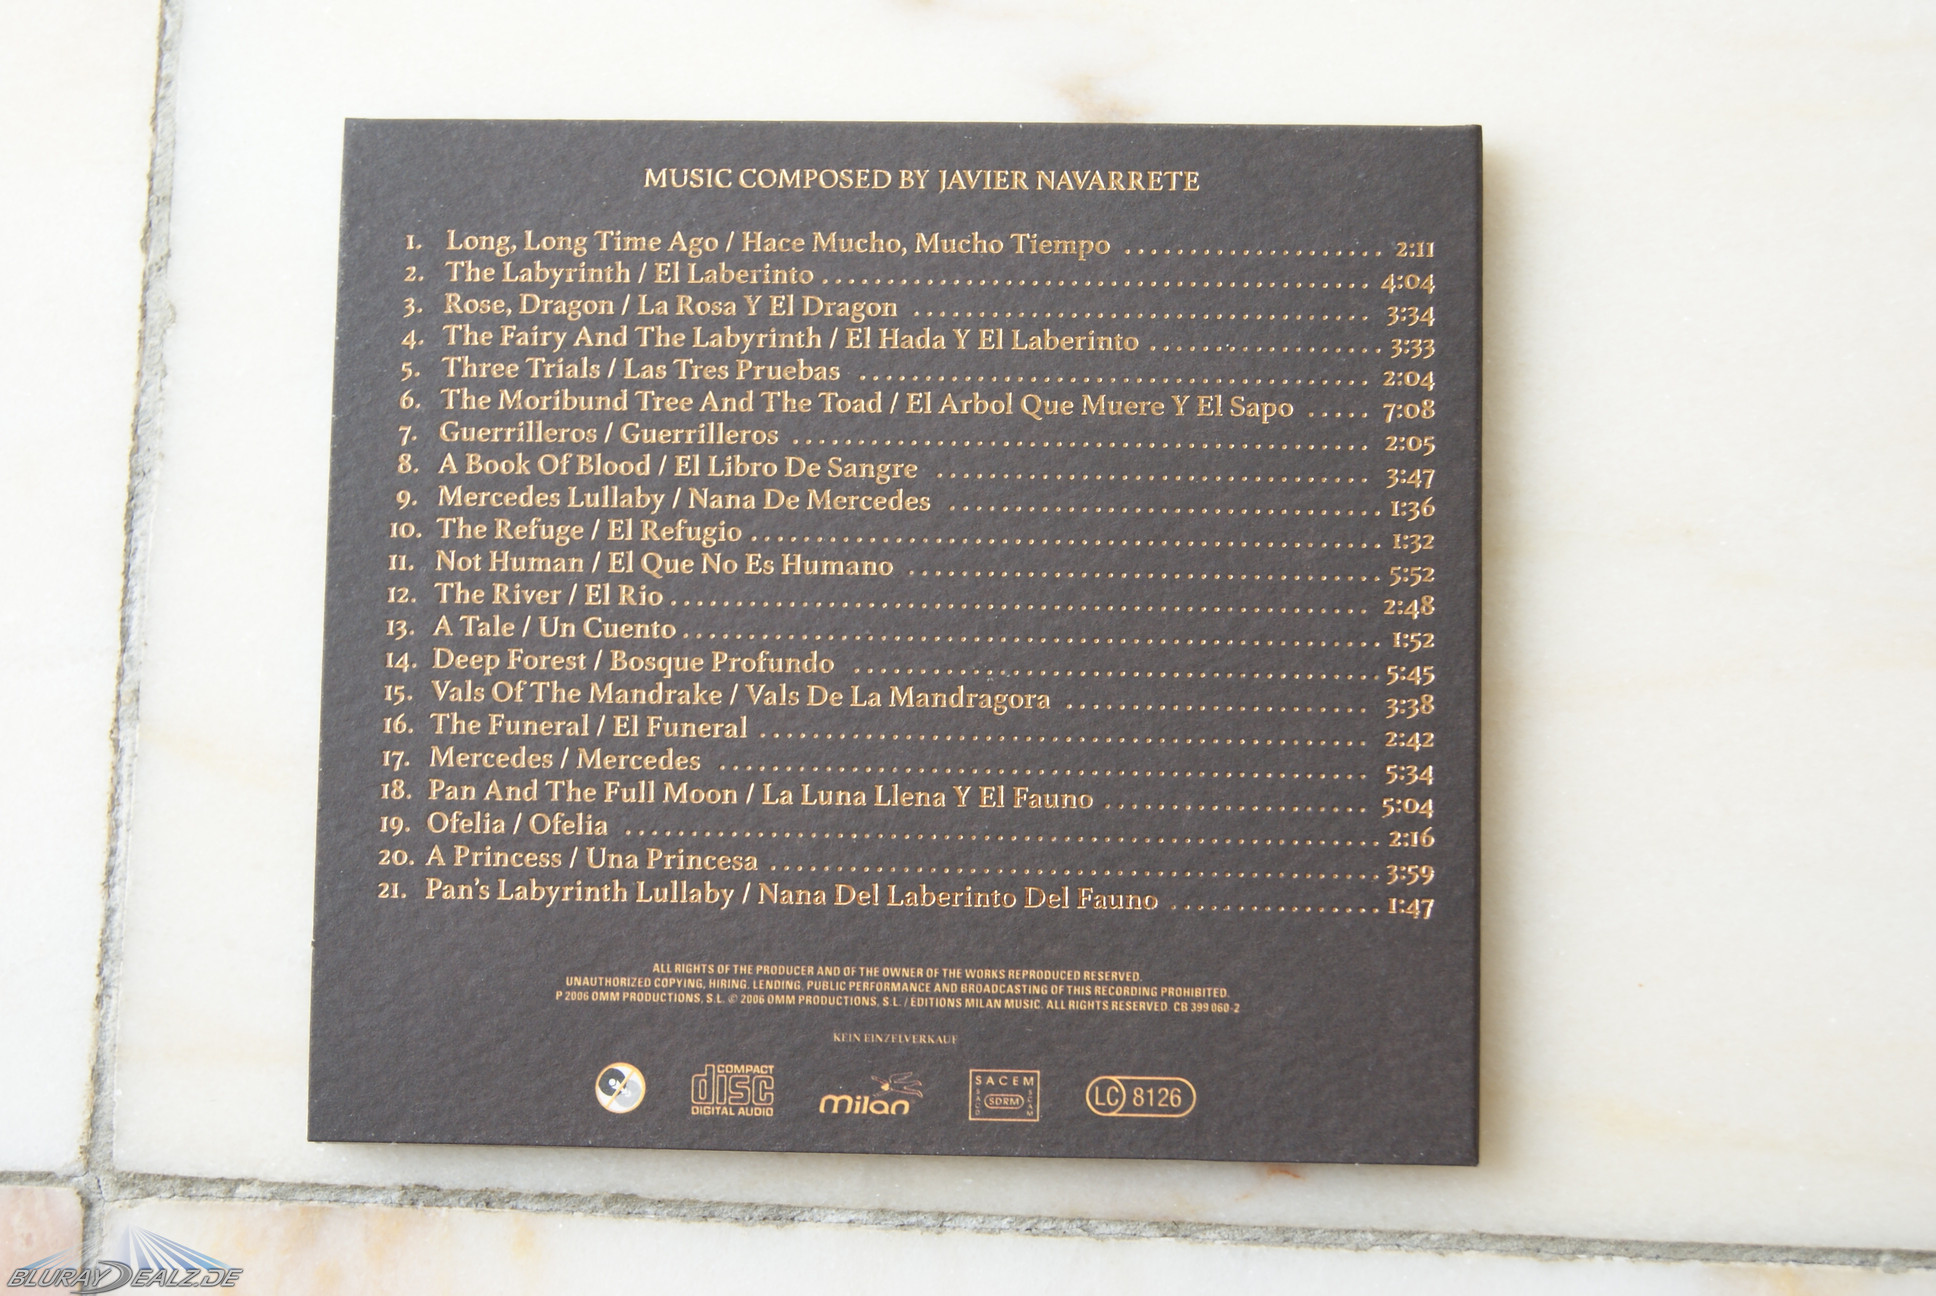 MUSIC COMPOSED BY JAVIER NAVARRETE
1. Long, Long Time Ago / Hace Mucho, Mucho Tiempo .................... 2:11
2. The Labyrinth / El Laberinto .......................................... 4:04
3. Rose, Dragon / La Rosa Y El Dragon ................................... 3:34
4. The Fairy And The Labyrinth / El Hada Y El Laberinto .................. 3:33
5. Three Trials / Las Tres Pruebas ....................................... 2:04
6. The Moribund Tree And The Toad / El Arbol Que Muere Y El Sapo ..... 7:08
7. Guerrilleros / Guerrilleros ............................................ 2:05
8. A Book Of Blood / El Libro De Sangre ................................. 3:47
9. Mercedes Lullaby / Nana De Mercedes ................................. 1:36
10. The Refuge / El Refugio ................................................ 1:32
11. Not Human / El Que No Es Humano .................................... 5:52
12. The River / El Rio ..................................................... 2:48
13. A Tale / Un Cuento ..................................................... 1:52
14. Deep Forest / Bosque Profundo ........................................ 5:45
15. Vals Of The Mandrake / Vals De La Mandragora ....................... 3:38
16. The Funeral / El Funeral .............................................. 2:42
17. Mercedes / Mercedes ................................................. 5:34
18. Pan And The Full Moon / La Luna Llena Y El Fauno .................... 5:04
19. Ofelia / Ofelia ......................................................... 2:16
20. A Princess / Una Princesa .............................................. 3:59
21. Pan's Labyrinth Lullaby / Nana Del Laberinto Del Fauno ................ 1:47
ALL RIGHTS OF THE PRODUCER AND OF THE OWNER OF THE WORKS REPRODUCED RESERVED.
UNAUTHORIZED COPYING, HIRING, LENDING, PUBLIC PERFORMANCE AND BROADCASTING OF THIS RECORDING PROHIBITED.
P 2006 OMM PRODUCTIONS, S.L. © 2006 OMM PRODUCTIONS, S.L. / EDITIONS MILAN MUSIC. ALL RIGHTS RESERVED. CB 399 060-2
KEIN EINZELVERKAUF
COMPACT
disc
DIGITAL AUDIO
milan
SACEM
SACD
SDRM
SCAM
LC 8126
BLURAYDEALZ.DE